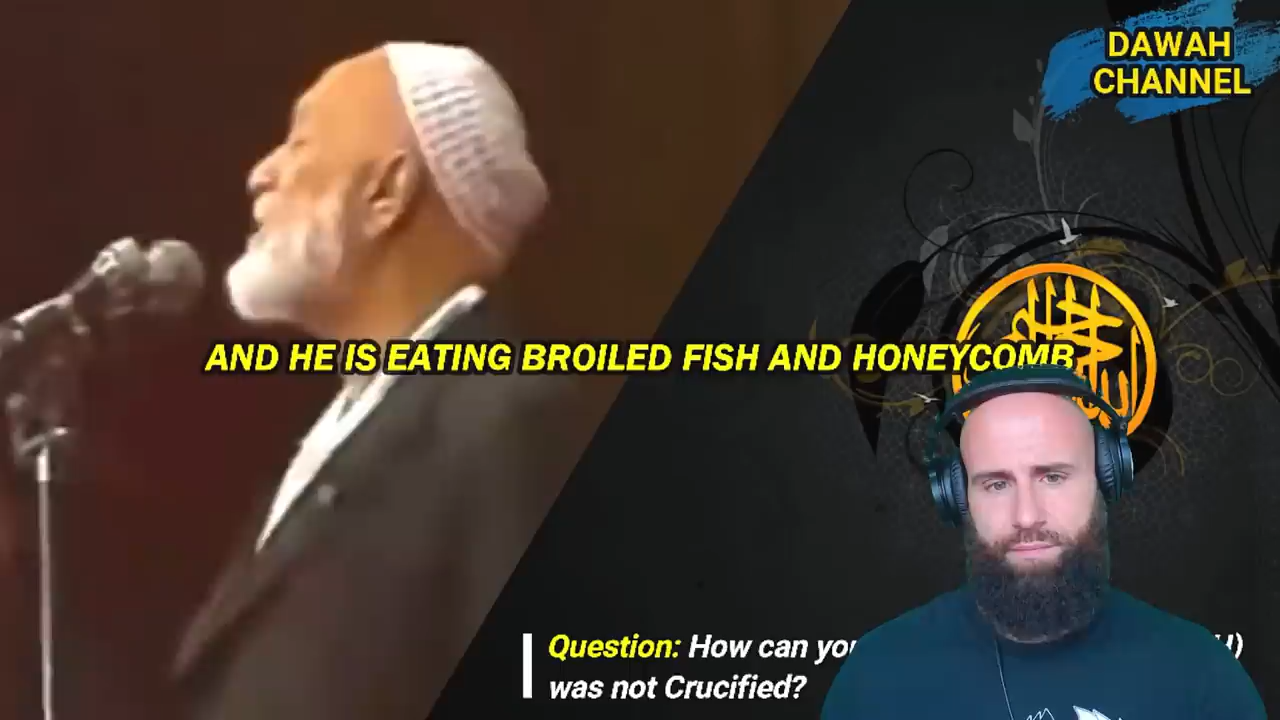 DAWAH
CHANNEL
AND HE IS EATING BROILED FISH AND HONEYCOMB
Question: How can you
was not Crucified?